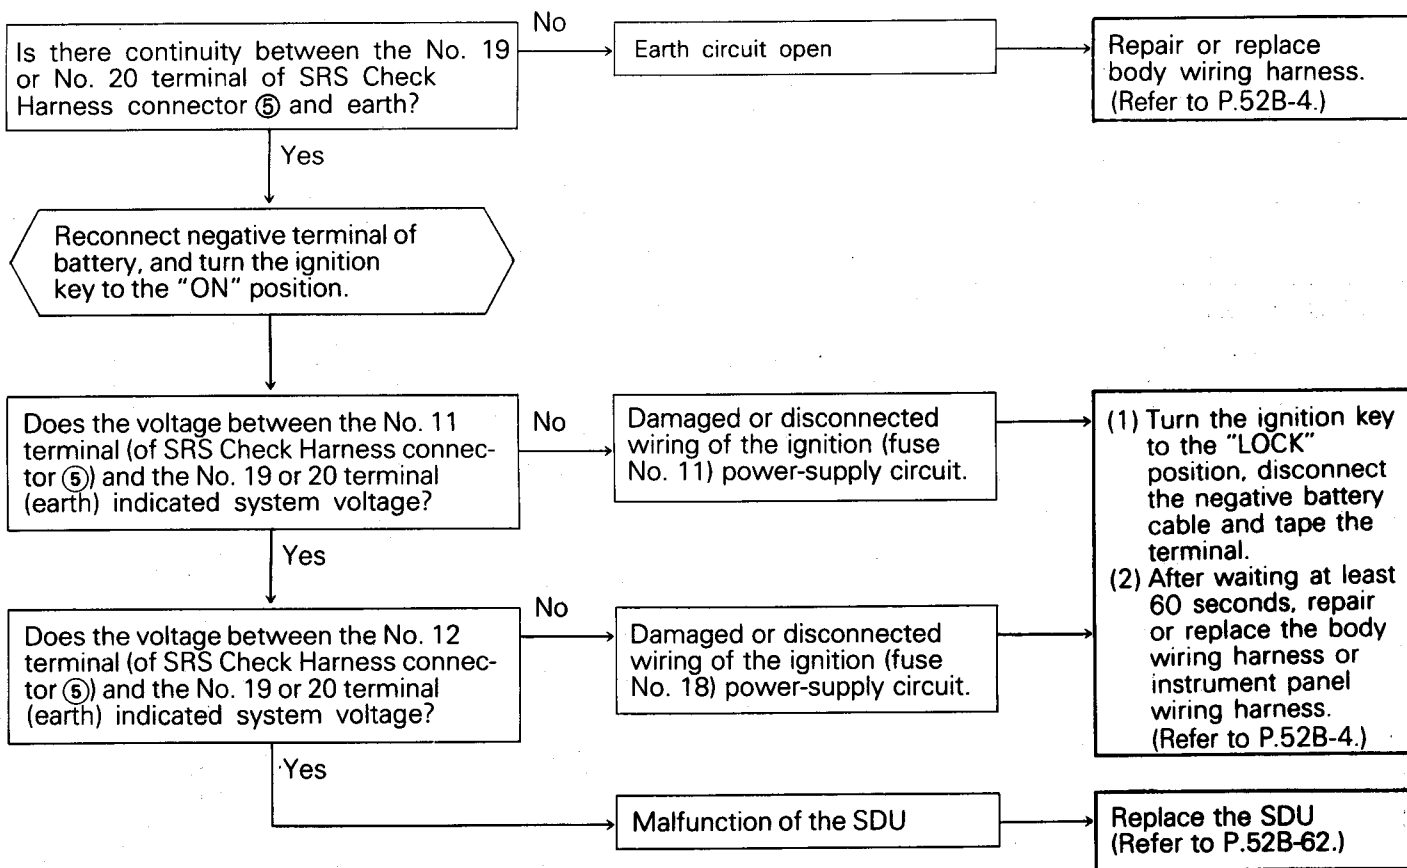 Is there continuity between the No. 19
or No. 20 terminal of SRS Check
Harness connector ⑤ and earth?
No
Earth circuit open
Repair or replace
body wiring harness.
(Refer to P.52B-4.)
Yes
Reconnect negative terminal of
battery, and turn the ignition
key to the "ON" position.
Does the voltage between the No. 11
terminal (of SRS Check Harness connec-
tor ⑤) and the No. 19 or 20 terminal
(earth) indicated system voltage?
No
Damaged or disconnected
wiring of the ignition (fuse
No. 11) power-supply circuit.
(1) Turn the ignition key
to the "LOCK"
position, disconnect
the negative battery
cable and tape the
terminal.
(2) After waiting at least
60 seconds, repair
or replace the body
wiring harness or
instrument panel
wiring harness.
(Refer to P.52B-4.)
Yes
Does the voltage between the No. 12
terminal (of SRS Check Harness connec-
tor ⑤) and the No. 19 or 20 terminal
(earth) indicated system voltage?
No
Damaged or disconnected
wiring of the ignition (fuse
No. 18) power-supply circuit.
Yes
Malfunction of the SDU
Replace the SDU
(Refer to P.52B-62.)